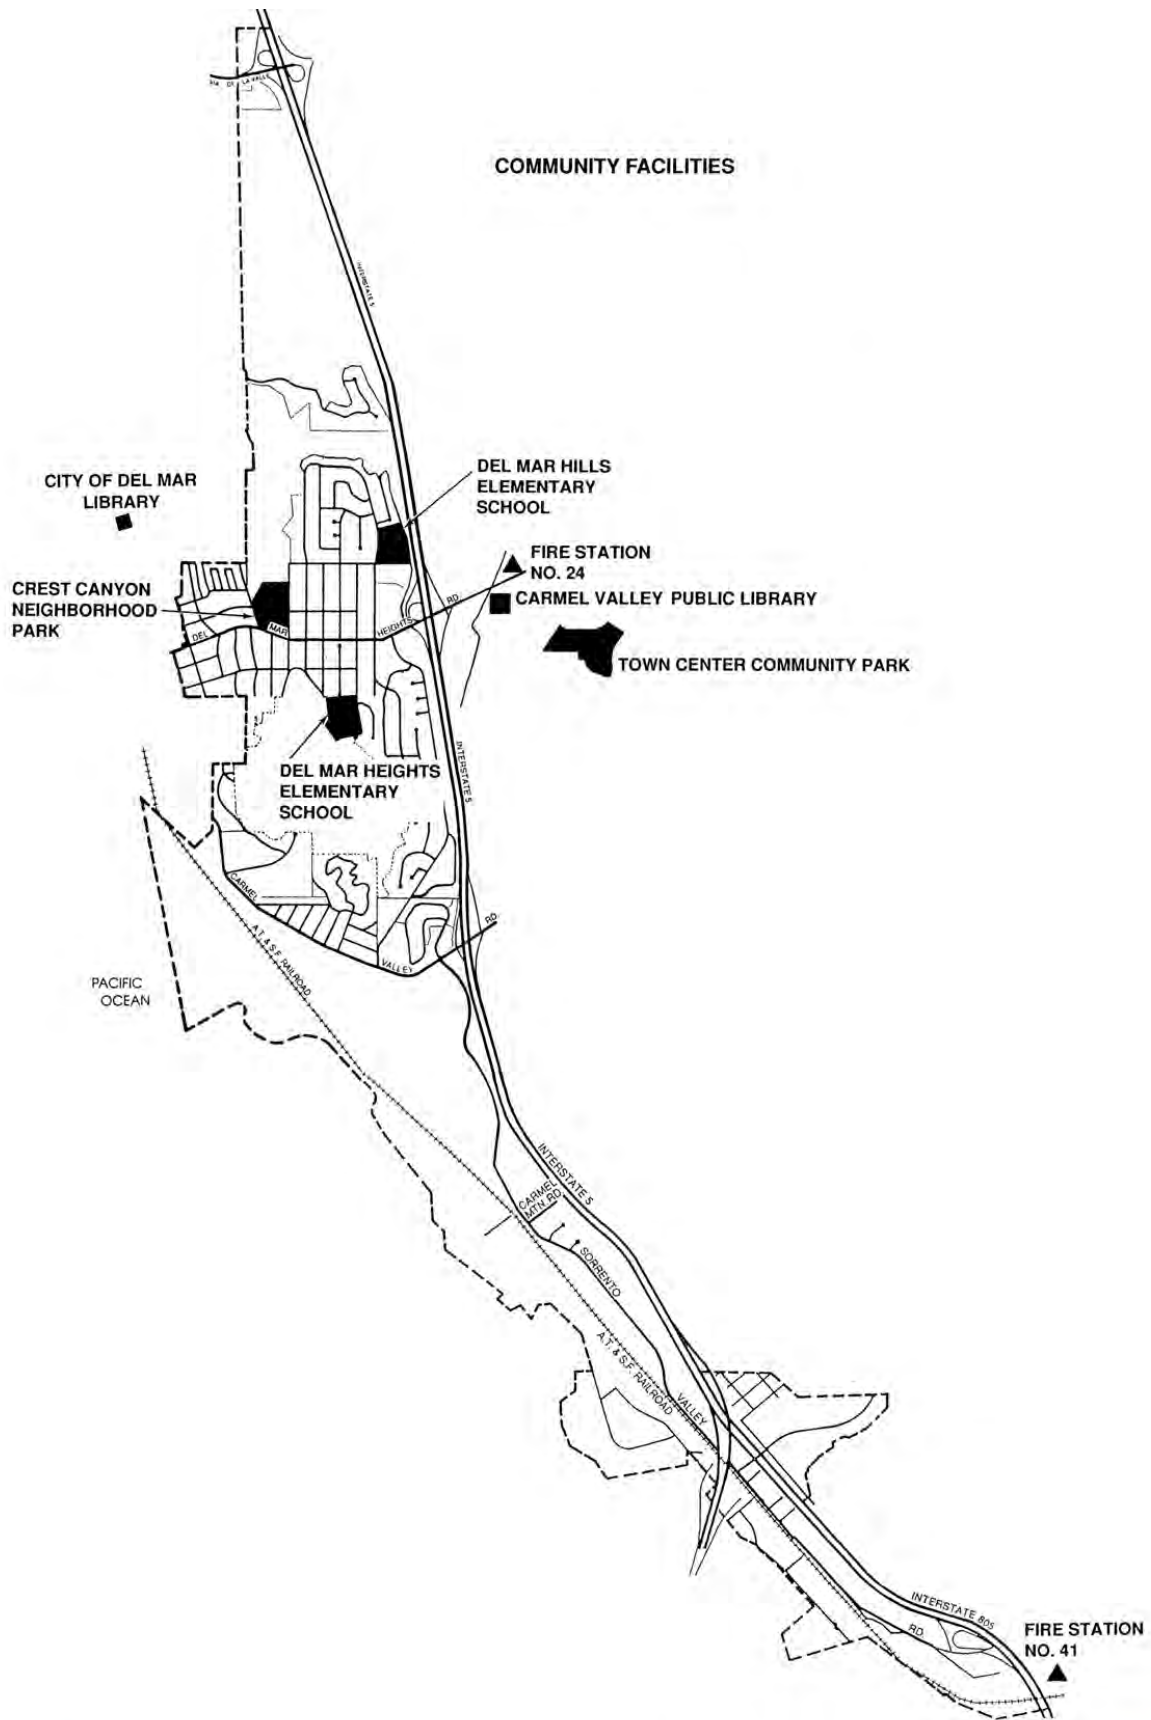 VIA DE LA VALLE
COMMUNITY FACILITIES
INTERSTATE 5
CITY OF DEL MAR
LIBRARY
DEL MAR HILLS
ELEMENTARY
SCHOOL
FIRE STATION
NO. 24
CREST CANYON
NEIGHBORHOOD
PARK
CARMEL VALLEY PUBLIC LIBRARY
DEL MAR HEIGHTS RD.
TOWN CENTER COMMUNITY PARK
INTERSTATE 5
DEL MAR HEIGHTS
ELEMENTARY
SCHOOL
CARMEL VALLEY RD.
A.T. & S.F. RAILROAD
PACIFIC
OCEAN
INTERSTATE 5
CARMEL
MTN RD
SORRENTO VALLEY RD
A.T. & S.F. RAILROAD
INTERSTATE 805
FIRE STATION
NO. 41